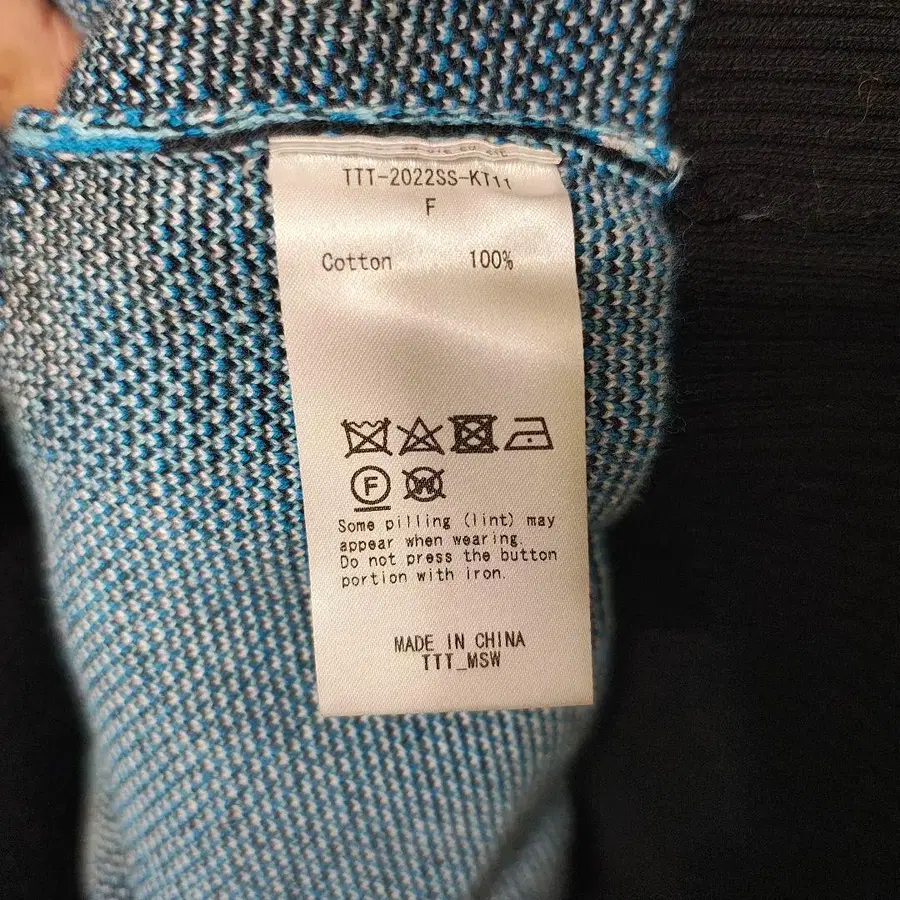 TTT-2022SS-KT11
F
Cotton 100%
F
W
Some pilling (lint) may
appear when wearing.
Do not press the button
portion with iron.
MADE IN CHINA
TTT_MSW